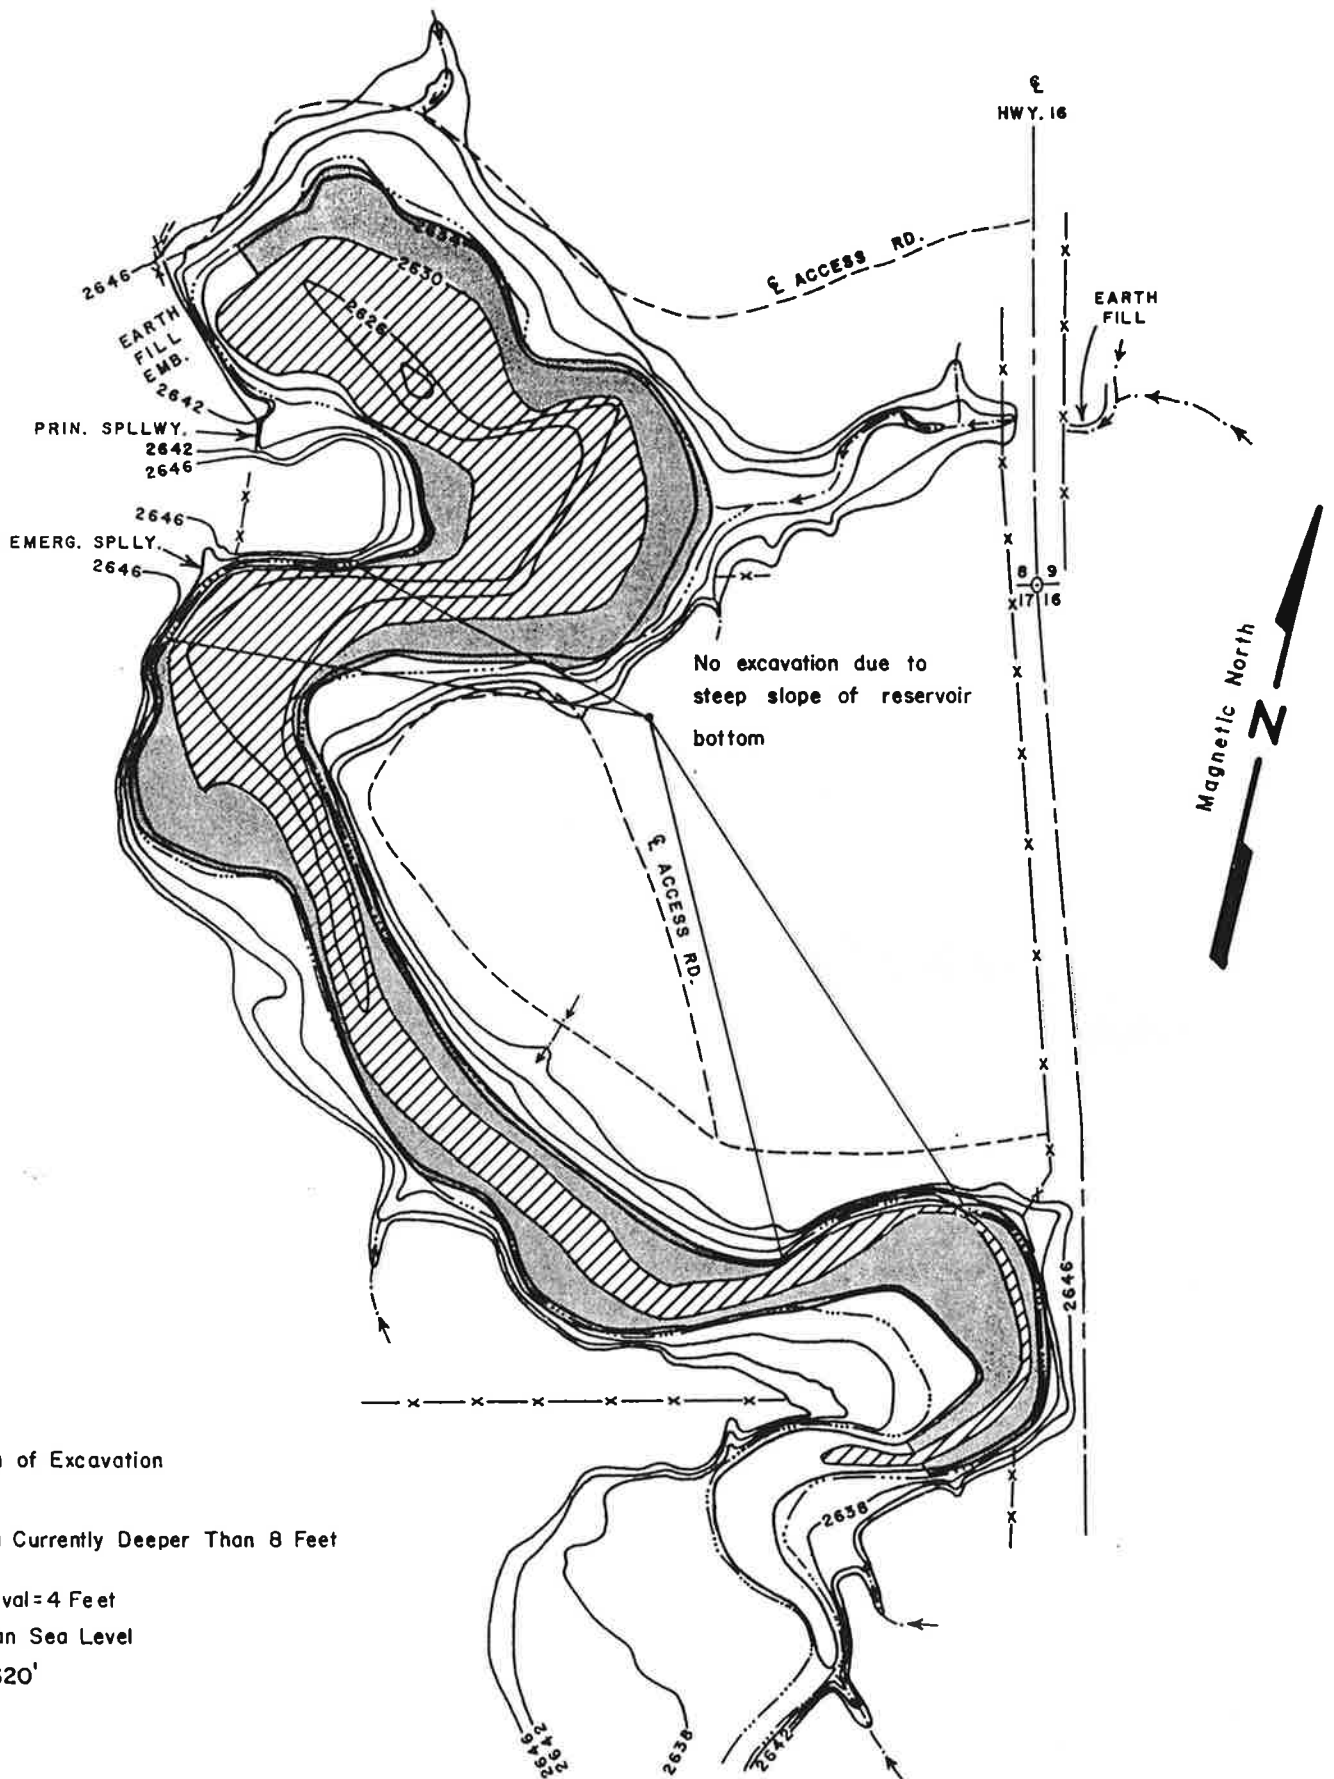 ℄
HWY. 16
℄ ACCESS RD.
EARTH
FILL
2634
2630
2626
2646
EARTH
FILL
EMB.
2642
PRIN. SPLLWY.
2642
2646
2646
EMERG. SPLLY.
2646
8 9
17 16
No excavation due to
steep slope of reservoir
bottom
Magnetic North
N
℄ ACCESS RD.
2646
of Excavation
Currently Deeper Than 8 Feet
val = 4 Feet
an Sea Level
620'
2638
2646
2642
2638
2642